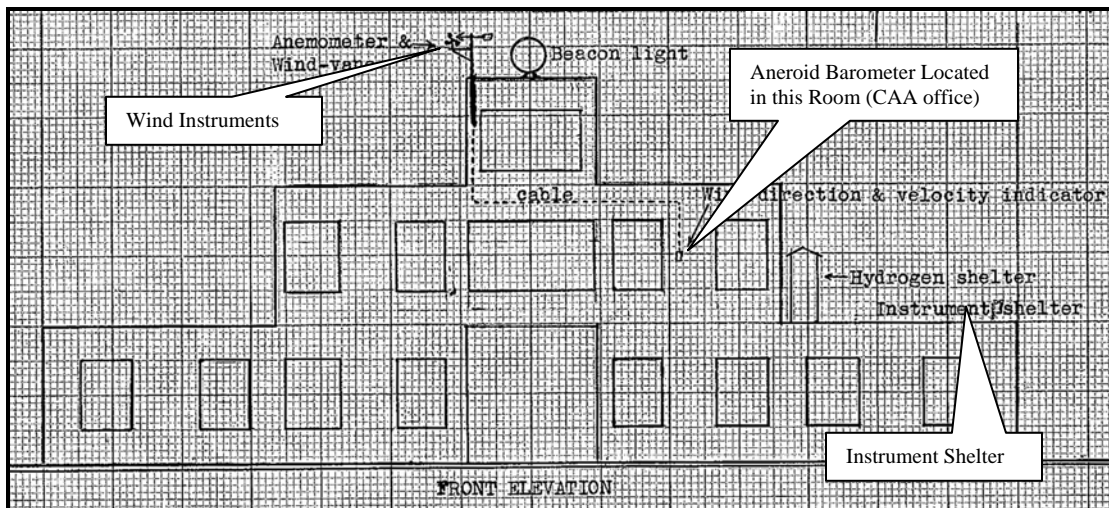 Anemometer &
Wind-vane
Beacon light
Wind Instruments
Aneroid Barometer Located
in this Room (CAA office)
cable
Wind direction & velocity indicator
Hydrogen shelter
Instrument shelter
Instrument Shelter
FRONT ELEVATION